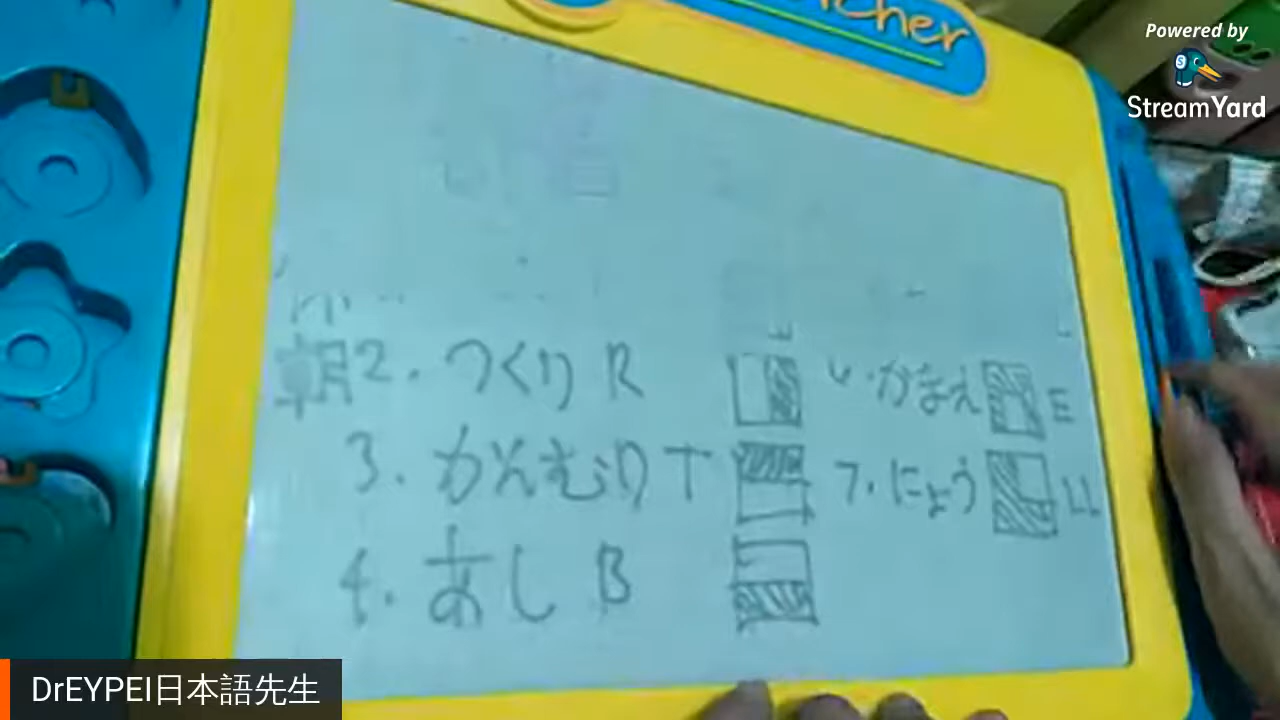 Powered by
StreamYard
朝2. つくり R
3. かんむり T
4. あし B
かまえ E
7. にょう LL
DrEYPEI日本語先生